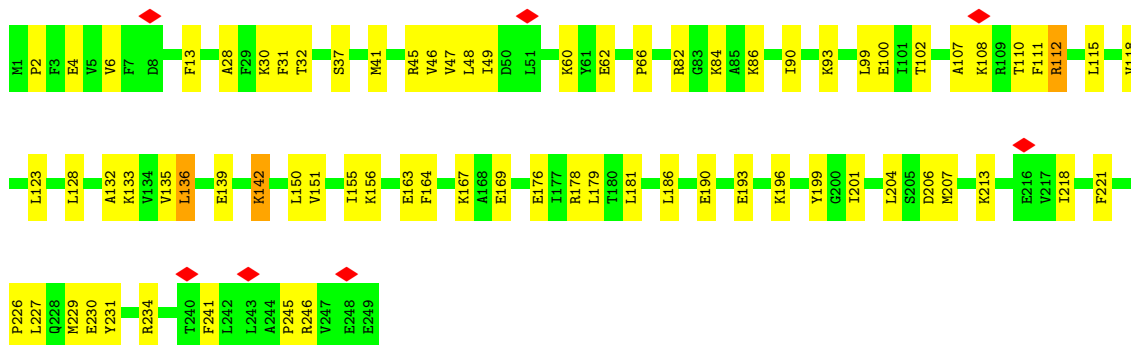 M1 P2 F3 E4 V5 V6 F7 D8 F13 A28 F29 K30 F31 T32 S37 M41 R45 V46 V47 L48 I49 D50 L51 K60 Y61 E62 P66 R82 G83 K84 A85 K86 I90 K93 L99 E100 I101 T102 A107 K108 R109 T110 F111 R112 L115 V118
L123 L128 A132 K133 V134 V135 L136 E139 K142 L150 V151 I155 K156 E163 F164 K167 A168 E169 E176 I177 R178 L179 T180 L181 L186 E190 E193 K196 Y199 G200 I201 L204 S205 D206 M207 K213 E216 V217 I218 F221
P226 L227 Q228 M229 E230 Y231 R234 T240 F241 L242 L243 A244 P245 R246 V247 E248 E249